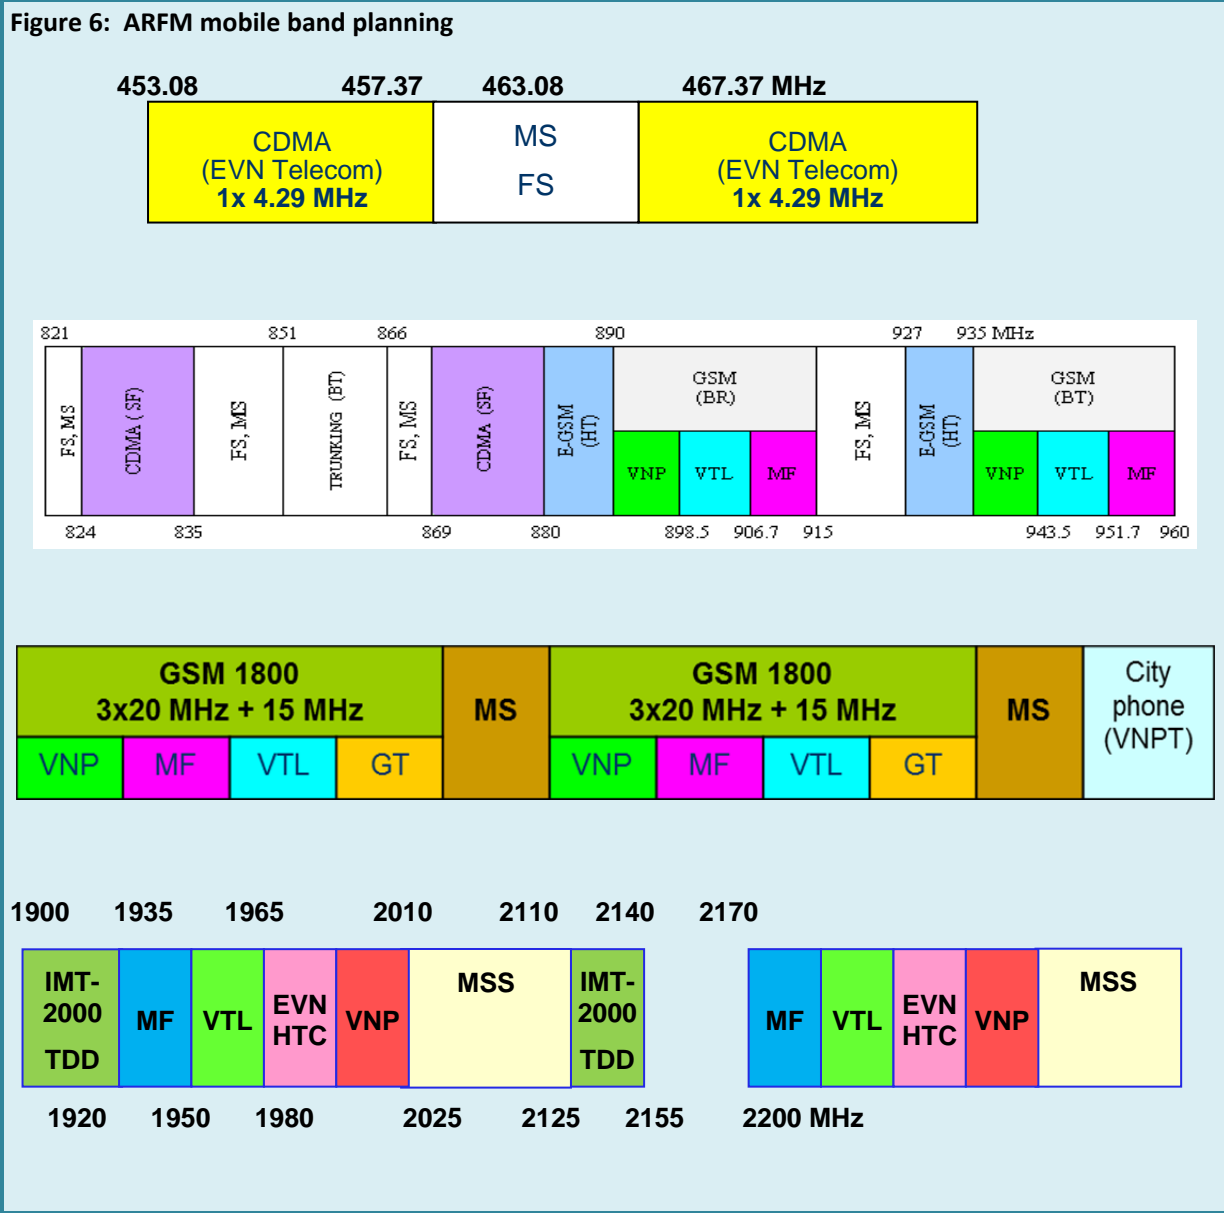 Figure 6: ARFM mobile band planning
453.08 457.37 463.08 467.37 MHz
CDMA
(EVN Telecom)
1x 4.29 MHz
MS
FS
CDMA
(EVN Telecom)
1x 4.29 MHz
821 851 866 890 927 935 MHz
FS, MS
CDMA ( SF)
FS, MS
TRUNKING (BT)
FS, MS
CDMA (SF)
E-GSM
(HT)
GSM
(BR)
VNP VTL MF
FS, MS
E-GSM
(HT)
GSM
(BT)
VNP VTL MF
824 835 869 880 898.5 906.7 915 943.5 951.7 960
GSM 1800
3x20 MHz + 15 MHz
VNP MF VTL GT
MS
GSM 1800
3x20 MHz + 15 MHz
VNP MF VTL GT
MS
City
phone
(VNPT)
1900 1935 1965 2010 2110 2140 2170
IMT-
2000
TDD
MF
VTL
EVN
HTC
VNP
MSS
IMT-
2000
TDD
MF
VTL
EVN
HTC
VNP
MSS
1920 1950 1980 2025 2125 2155 2200 MHz